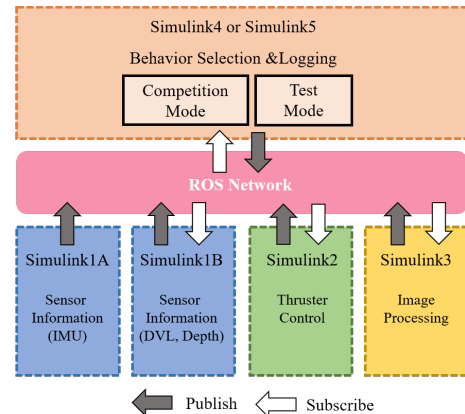 Simulink4 or Simulink5
Behavior Selection &Logging
Competition
Mode
Test
Mode
ROS Network
Simulink1A
Sensor
Information
(IMU)
Simulink1B
Sensor
Information
(DVL, Depth)
Simulink2
Thruster
Control
Simulink3
Image
Processing
Publish
Subscribe